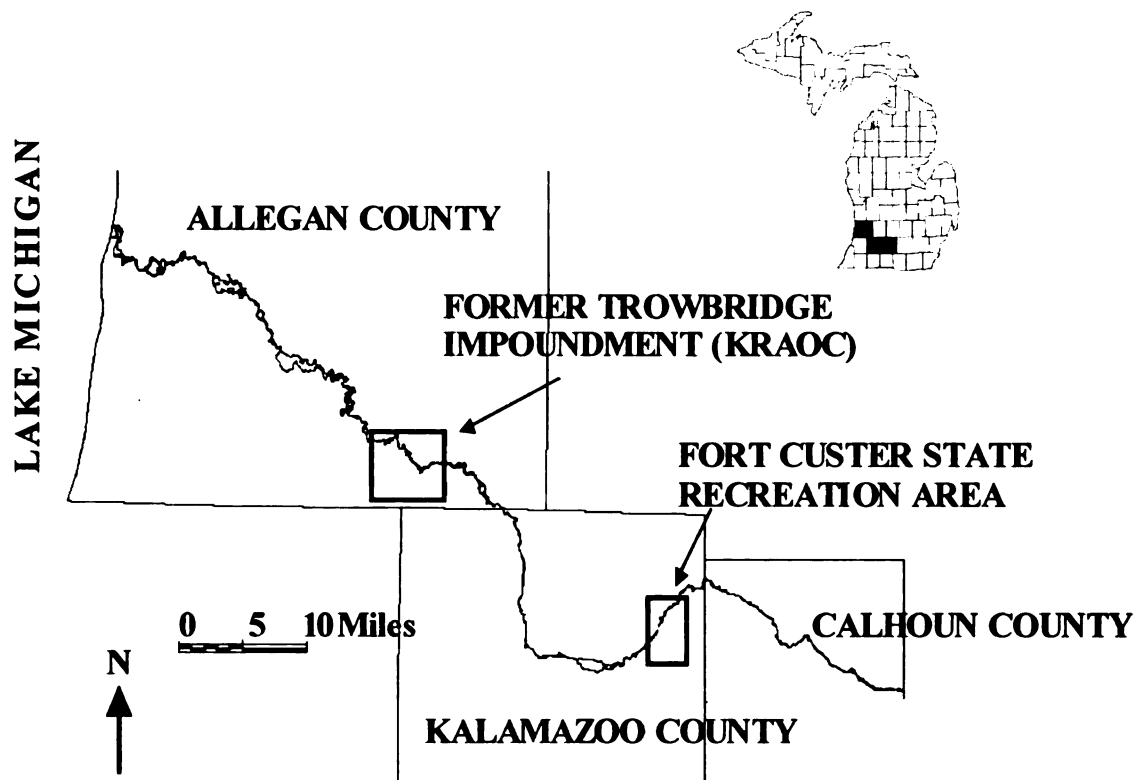 LAKE MICHIGAN
ALLEGAN COUNTY
FORMER TROWBRIDGE
IMPOUNDMENT (KRAOC)
FORT CUSTER STATE
RECREATION AREA
0 5 10 Miles
N
CALHOUN COUNTY
KALAMAZOO COUNTY